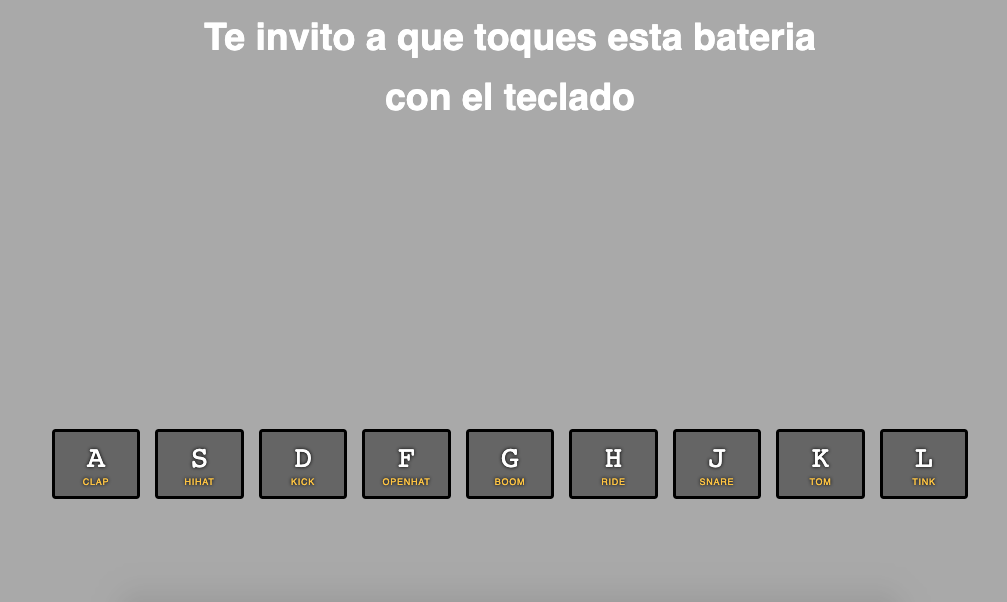 Te invito a que toques esta bateria
con el teclado
A S D F G H J K L
CLAP HIHAT KICK OPENHAT BOOM RIDE SNARE TOM TINK